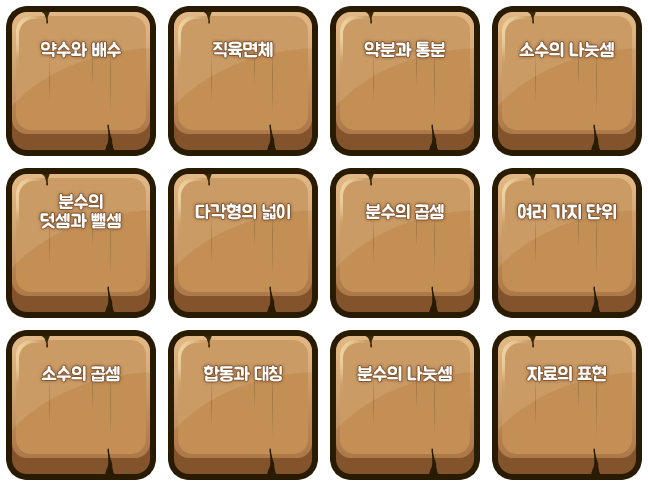 약수와 배수
직육면체
약분과 통분
소수의 나눗셈
분수의
덧셈과 뺄셈
다각형의 넓이
분수의 곱셈
여러 가지 단위
소수의 곱셈
합동과 대칭
분수의 나눗셈
자료의 표현